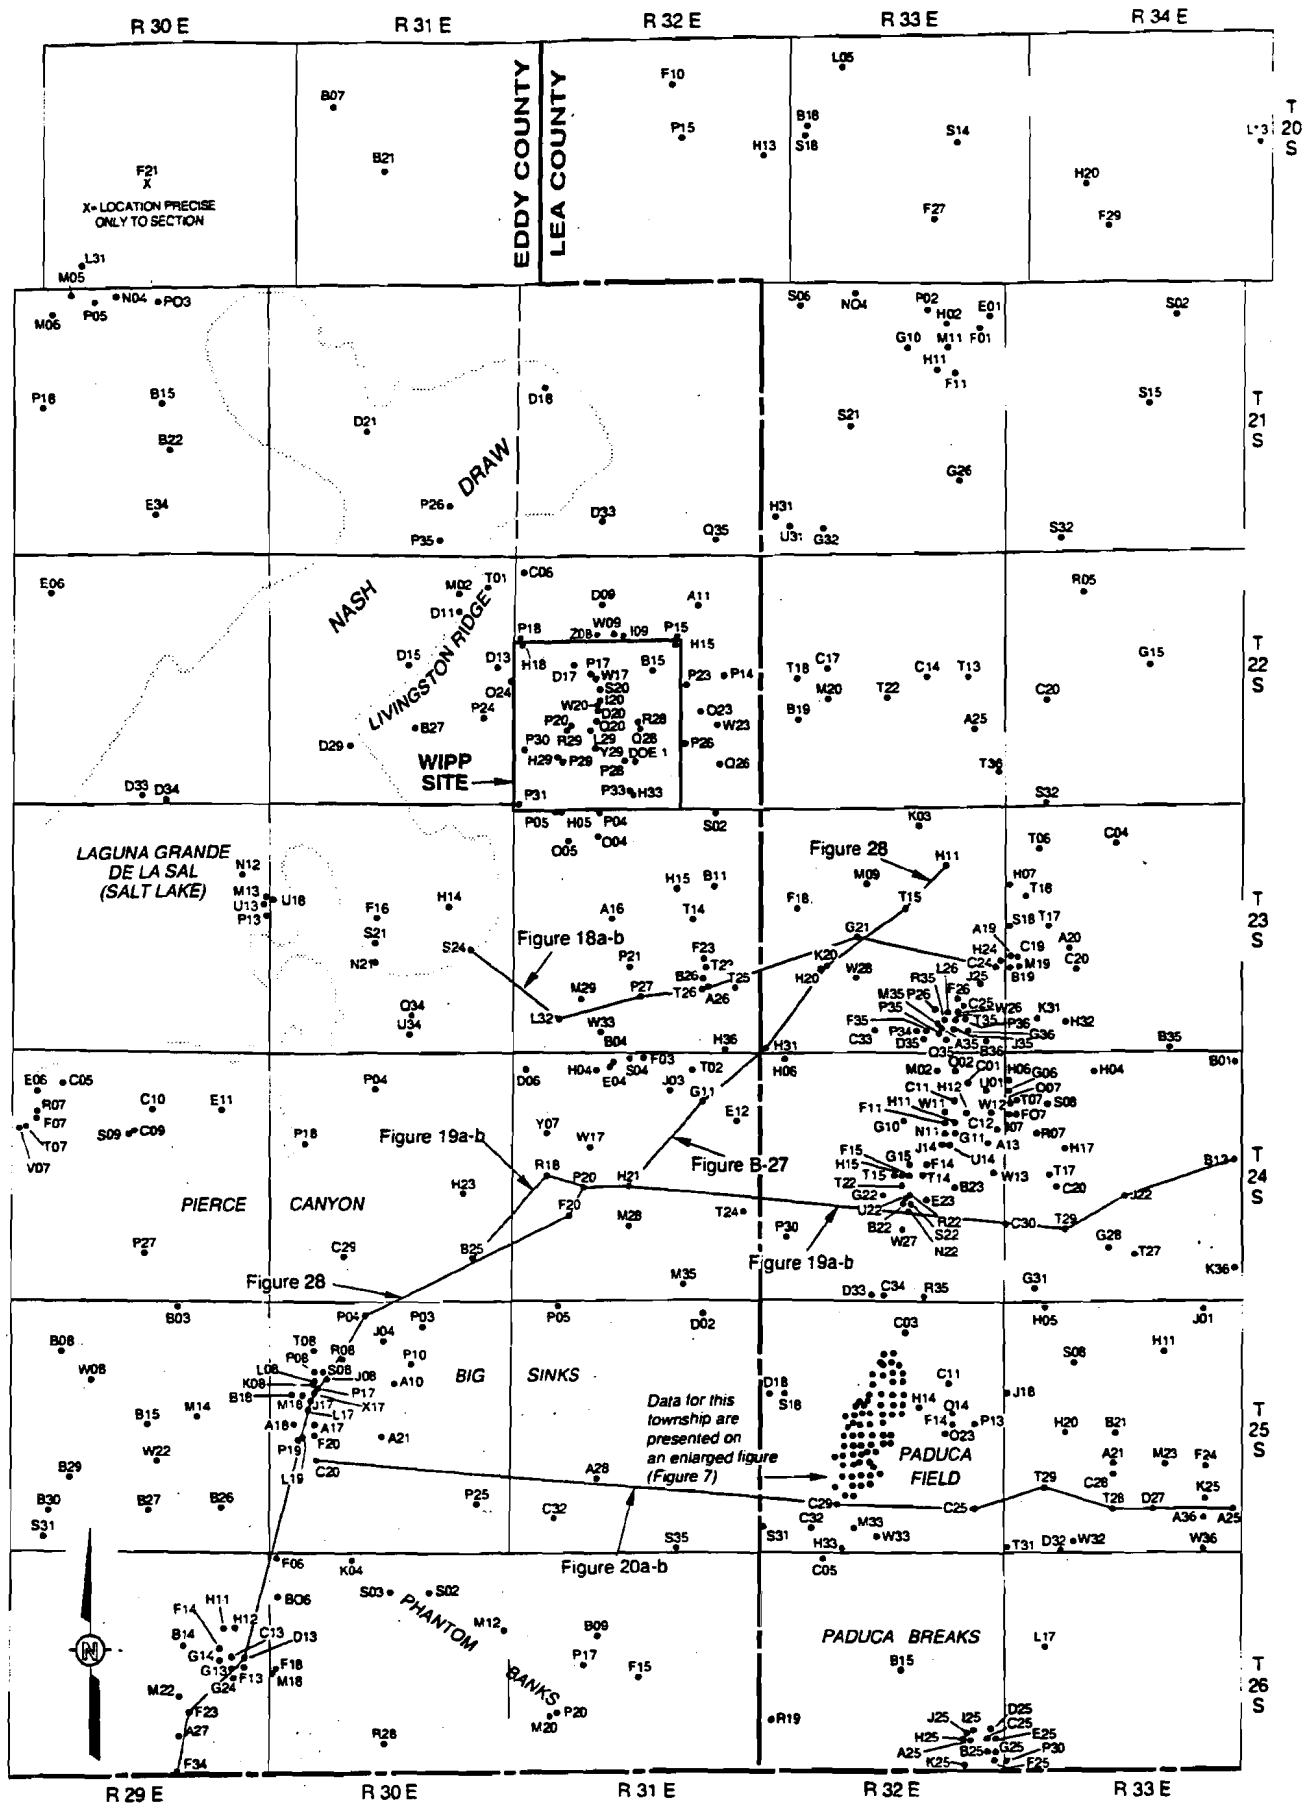 R 30 E
R 31 E
R 32 E
R 33 E
R 34 E
EDDY COUNTY
LEA COUNTY
T 20 S
B07
F10
L05
P15
B18
S18
H13
S14
B21
F21
X
X= LOCATION PRECISE
ONLY TO SECTION
H20
F27
F29
L31
M05
N04
PO3
P05
M06
S06
NO4
P02
H02
E01
F01
S02
G10
M11
H11
F11
P18
B15
D18
S15
T 21 S
D21
S21
B22
DRAW
G26
P26
E34
D33
H31
U31
G32
P35
Q35
S32
E06
NASH
M02
T01
C06
D11
D09
A11
R05
LIVINGSTON RIDGE
P18
Z08
W09
I09
P15
H15
H18
D15
D13
D17
P17
W17
B15
P23
P14
T18
C17
C14
T13
G15
T 22 S
O24
S20
I20
W20
D20
O23
M20
T22
C20
P24
P20
Q20
R28
W23
B19
A25
B27
R29
L29
Q28
D29
P30
Y29
DOE 1
P26
WIPP
SITE
H29
P29
P28
Q26
T36
D33
D34
P31
P33
H33
S32
P05
H05
P04
S02
K03
O05
O04
T06
C04
LAGUNA GRANDE
DE LA SAL
(SALT LAKE)
N12
Figure 28
H11
M13
U13
P13
U18
H15
B11
M09
H07
T18
F16
H14
A16
T14
F18
T15
T 23 S
S21
S24
Figure 18a-b
G21
A19
S18
T17
N21
P21
F23
K20
H24
C19
A20
B26
H20
C24
M19
C20
M29
P27
T26
A26
T25
W28
R35
L26
J25
B19
O34
L32
M35
P26
F26
C25
W26
K31
H32
U34
W33
P35
T35
P36
F35
P34
G36
B04
H36
H31
C33
D35
O35
A35
B36
J35
B35
E06
C05
P04
D06
H04
E04
S04
F03
T02
H06
M02
O02
C01
H06
G06
H04
B01
R07
J03
G11
C11
H12
U01
O07
F07
C10
E11
H11
W11
W12
T07
S08
T07
S09
C09
E12
F11
FO7
V07
P18
Y07
G10
N11
G11
A13
I07
R07
Figure 19a-b
W17
Figure B-27
F15
J14
U14
H17
R18
P20
H21
H15
G15
F14
B13
T15
T14
W13
T17
T 24 S
H23
T22
B23
C20
PIERCE CANYON
F20
G22
E23
J22
M28
T24
U22
R22
B22
S22
C30
T29
P27
C29
B25
P30
W27
N22
G28
T27
Figure 19a-b
K36
Figure 28
M35
D33
C34
R35
G31
B03
P04
P03
P05
D02
C03
H05
J01
B08
T08
R08
J04
S08
H11
W08
P08
S08
P10
L08
J08
BIG SINKS
K08
P17
A10
D18
C11
J18
B18
M18
J17
X17
Data for this
township are
presented on
an enlarged figure
(Figure 7)
S18
H14
B15
M14
L17
Q14
A18
A17
F14
P13
H20
B21
T 25 S
P19
F20
A21
O23
W22
L19
PADUCA
FIELD
A21
M23
F24
B29
C20
A28
T29
C28
K25
B30
B27
B26
P25
C32
C29
C25
T28
D27
A36
A25
S31
S31
C32
M33
S35
H33
W33
T31
D32
W32
W36
F06
K04
Figure 20a-b
C05
BO6
S03
S02
PHANTOM
BANKS
H11
H12
F14
M12
B09
B14
C13
D13
PADUCA BREAKS
L17
G14
G13
F13
F18
M18
P17
F15
B15
G24
T 26 S
M22
F23
M20
P20
R19
A27
R28
J25
I25
D25
C25
H25
E25
A25
B25
G25
P30
F34
K25
F25
N
R 29 E
R 30 E
R 31 E
R 32 E
R 33 E